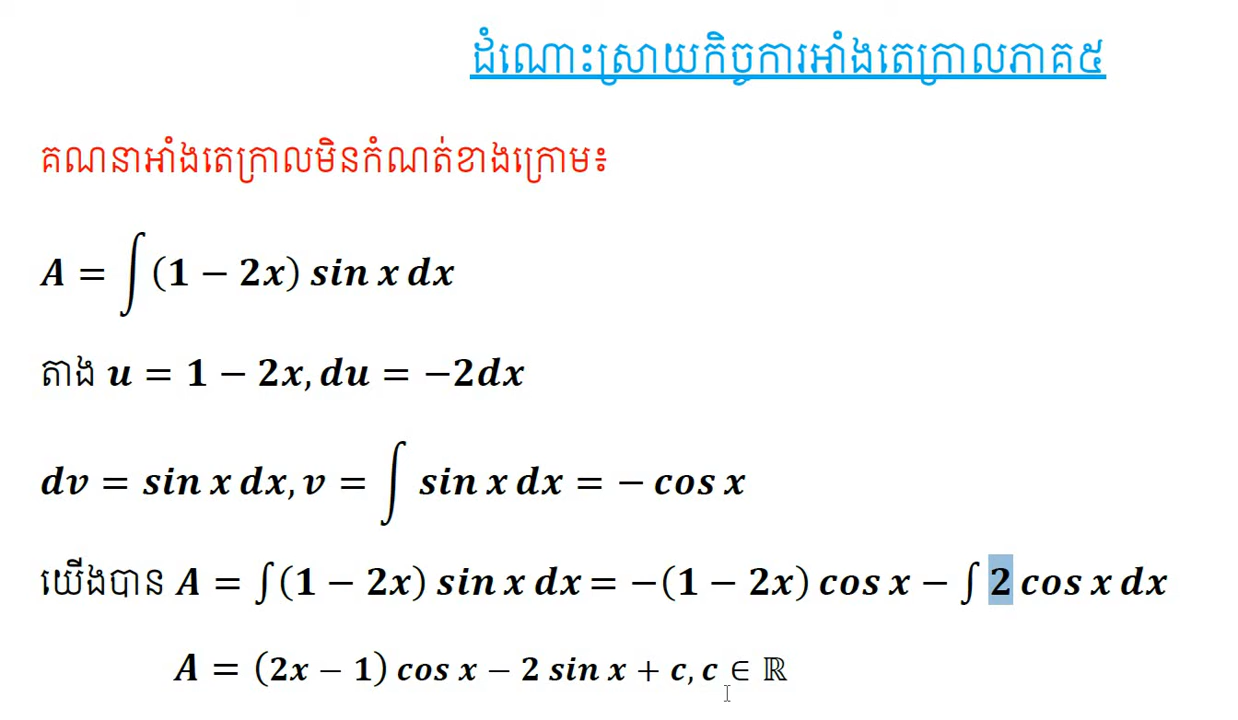 ដំណោះស្រាយកិច្ចការអាំងតេក្រាលភាគ៥
គណនាអាំងតេក្រាលមិនកំណត់ខាងក្រោម៖
A = ∫ (1 − 2x) sin x dx
តាង u = 1 − 2x, du = −2dx
dv = sin x dx, v = ∫ sin x dx = − cos x
យើងបាន A = ∫(1 − 2x) sin x dx = −(1 − 2x) cos x − ∫ 2 cos x dx
A = (2x − 1) cos x − 2 sin x + c, c ∈ ℝ